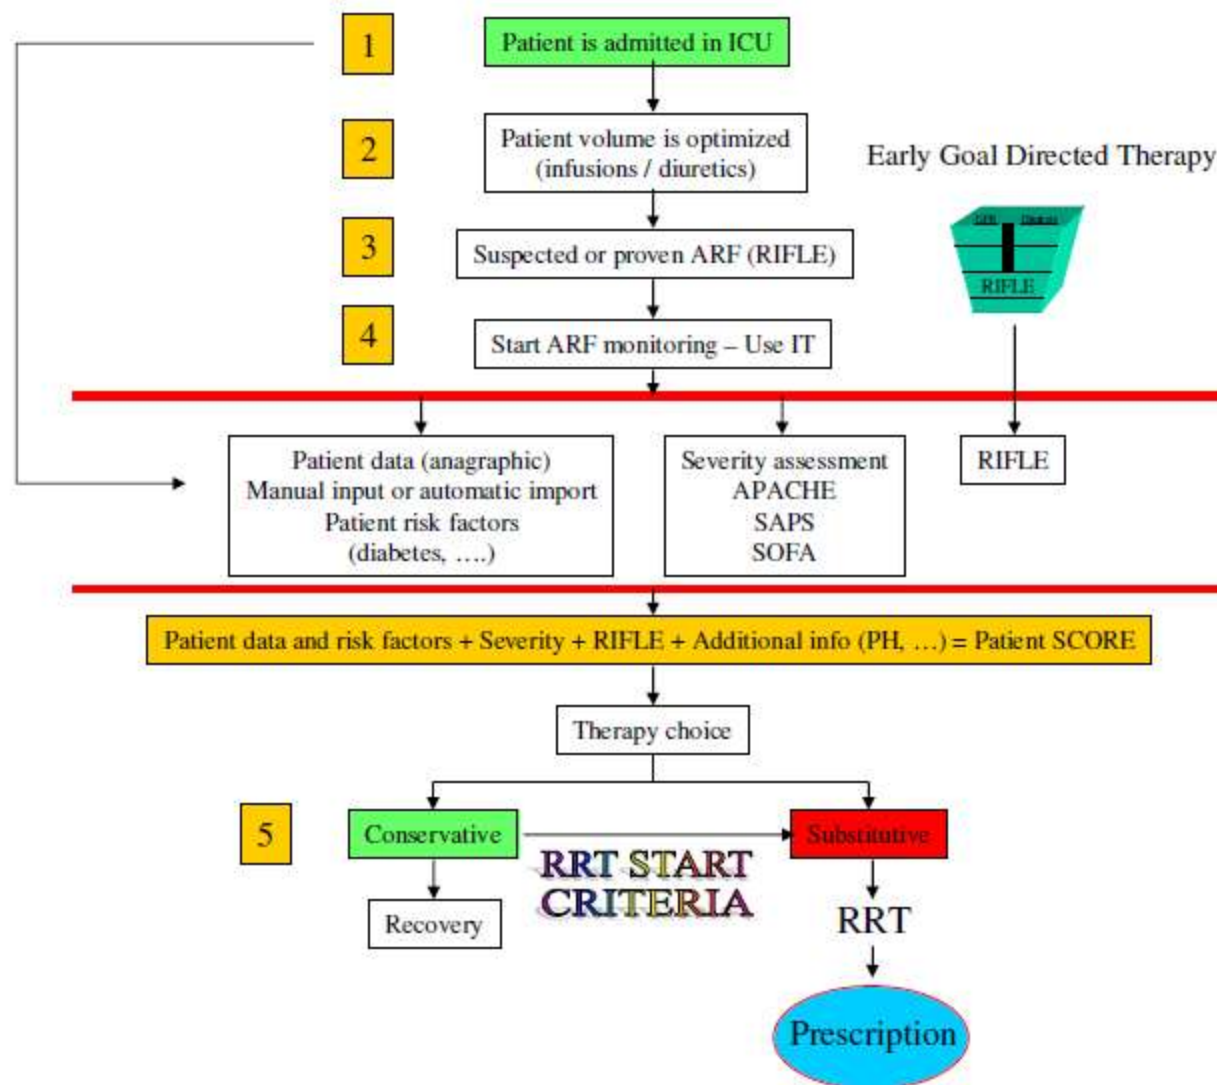 1
Patient is admitted in ICU
2
Patient volume is optimized
(infusions / diuretics)
Early Goal Directed Therapy
3
Suspected or proven ARF (RIFLE)
RIFLE
4
Start ARF monitoring – Use IT
Patient data (anagraphic)
Manual input or automatic import
Patient risk factors
(diabetes, ....)
Severity assessment
APACHE
SAPS
SOFA
RIFLE
Patient data and risk factors + Severity + RIFLE + Additional info (PH, …) = Patient SCORE
Therapy choice
5
Conservative
Substitutive
RRT START
CRITERIA
Recovery
RRT
Prescription